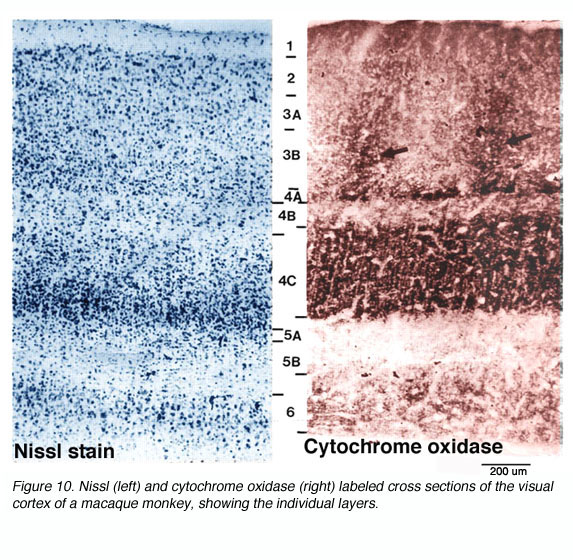 1
2
3A
3B
4A
4B
4C
5A
5B
6
Nissl stain
Cytochrome oxidase
200 um
Figure 10. Nissl (left) and cytochrome oxidase (right) labeled cross sections of the visual
cortex of a macaque monkey, showing the individual layers.